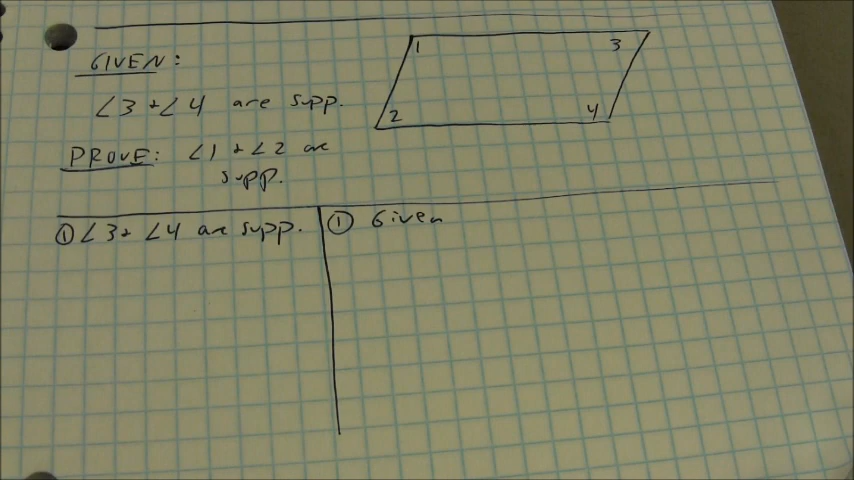 GIVEN:
∠3 + ∠4 are supp.
PROVE: ∠1 + ∠2 are
supp.
1 3
2 4
① ∠3 + ∠4 are supp. ① Given